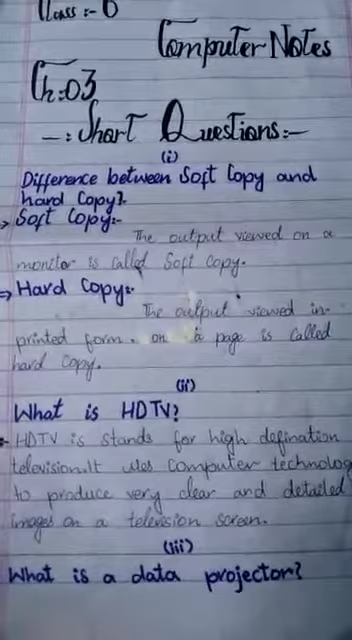 Class :- 6
Computer Notes
Ch:03
-: Short Questions:-
(i)
Difference between Soft Copy and
hard Copy?
→ Soft Copy:-
The output viewed on a
monitor is called Soft Copy.
→ Hard Copy:-
The output viewed in
printed form. on a page is called
hard Copy.
(ii)
What is HDTV?
:- HDTV is stands for high defination
television.It uses Computer technolog
to produce very clear and detailed
images on a television screen.
(iii)
What is a data projector?